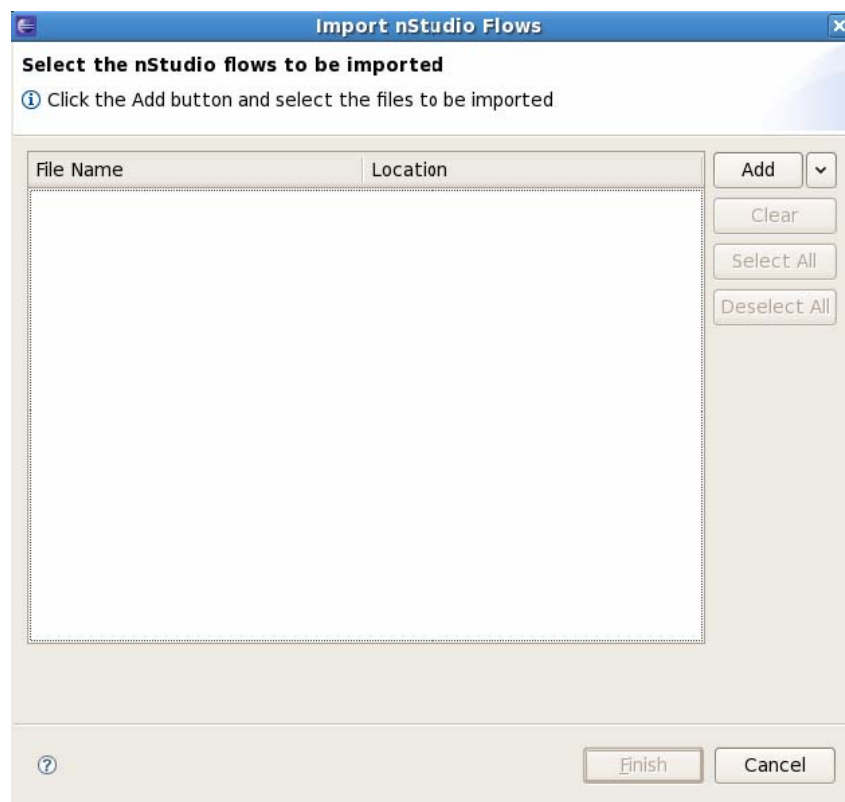 Import nStudio Flows
Select the nStudio flows to be imported
Click the Add button and select the files to be imported
File Name Location
Add
Clear
Select All
Deselect All
Finish Cancel